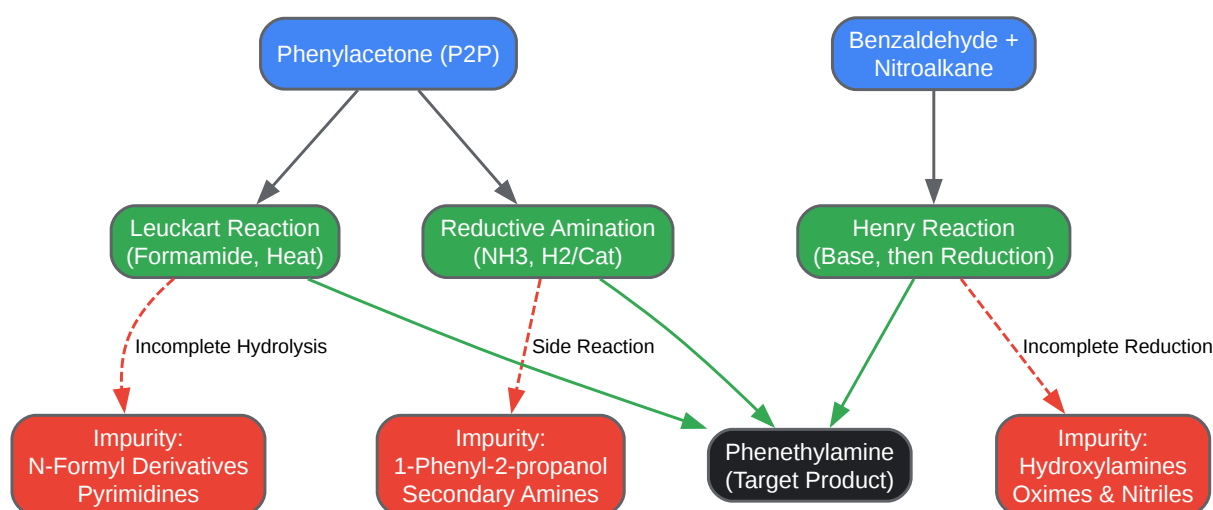 Phenylacetone (P2P)
Benzaldehyde +
Nitroalkane
Leuckart Reaction
(Formamide, Heat)
Reductive Amination
(NH3, H2/Cat)
Henry Reaction
(Base, then Reduction)
Incomplete Hydrolysis
Side Reaction
Incomplete Reduction
Impurity:
N-Formyl Derivatives
Pyrimidines
Impurity:
1-Phenyl-2-propanol
Secondary Amines
Phenethylamine
(Target Product)
Impurity:
Hydroxylamines
Oximes & Nitriles